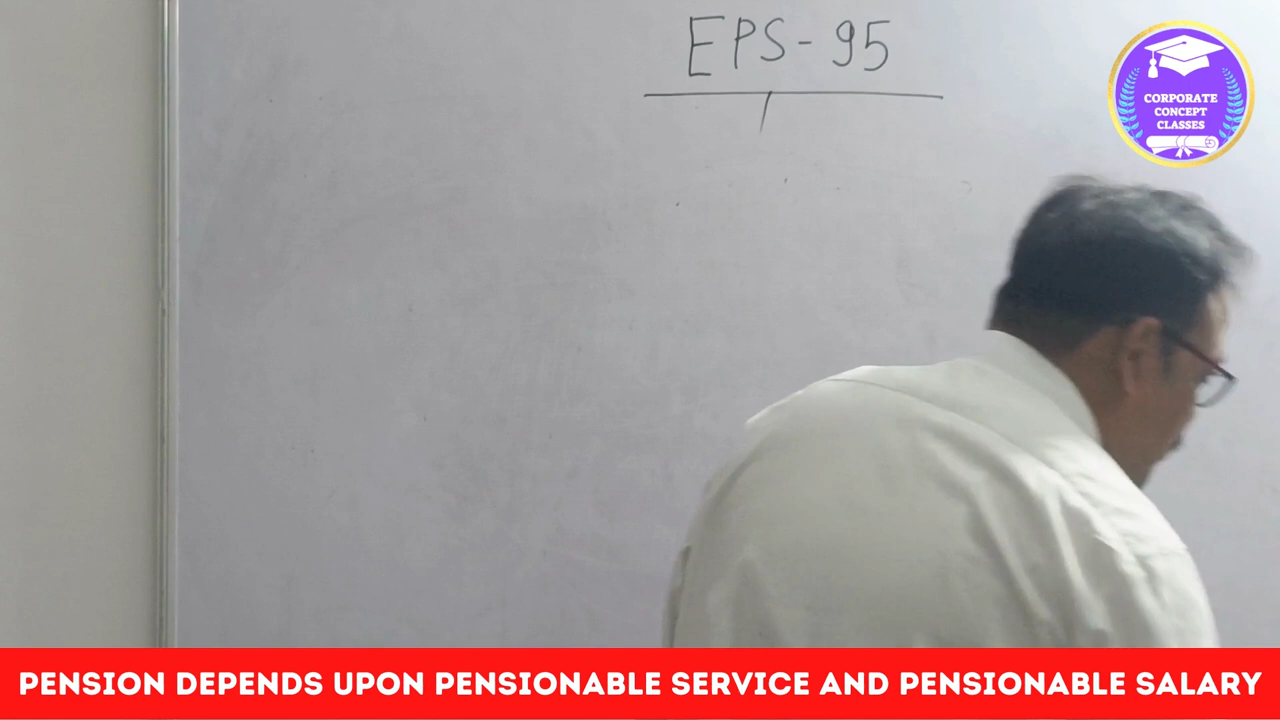 EPS-95
CORPORATE
CONCEPT
CLASSES
PENSION DEPENDS UPON PENSIONABLE SERVICE AND PENSIONABLE SALARY